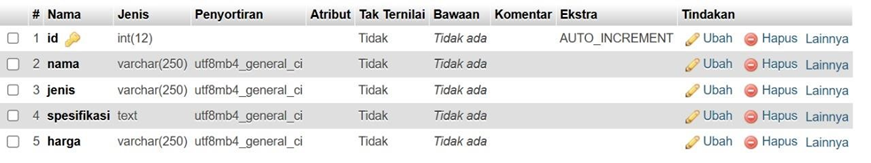 # Nama Jenis Penyortiran Atribut Tak Ternilai Bawaan Komentar Ekstra Tindakan
1 id int(12) Tidak Tidak ada AUTO_INCREMENT Ubah Hapus Lainnya
2 nama varchar(250) utf8mb4_general_ci Tidak Tidak ada Ubah Hapus Lainnya
3 jenis varchar(250) utf8mb4_general_ci Tidak Tidak ada Ubah Hapus Lainnya
4 spesifikasi text utf8mb4_general_ci Tidak Tidak ada Ubah Hapus Lainnya
5 harga varchar(250) utf8mb4_general_ci Tidak Tidak ada Ubah Hapus Lainnya